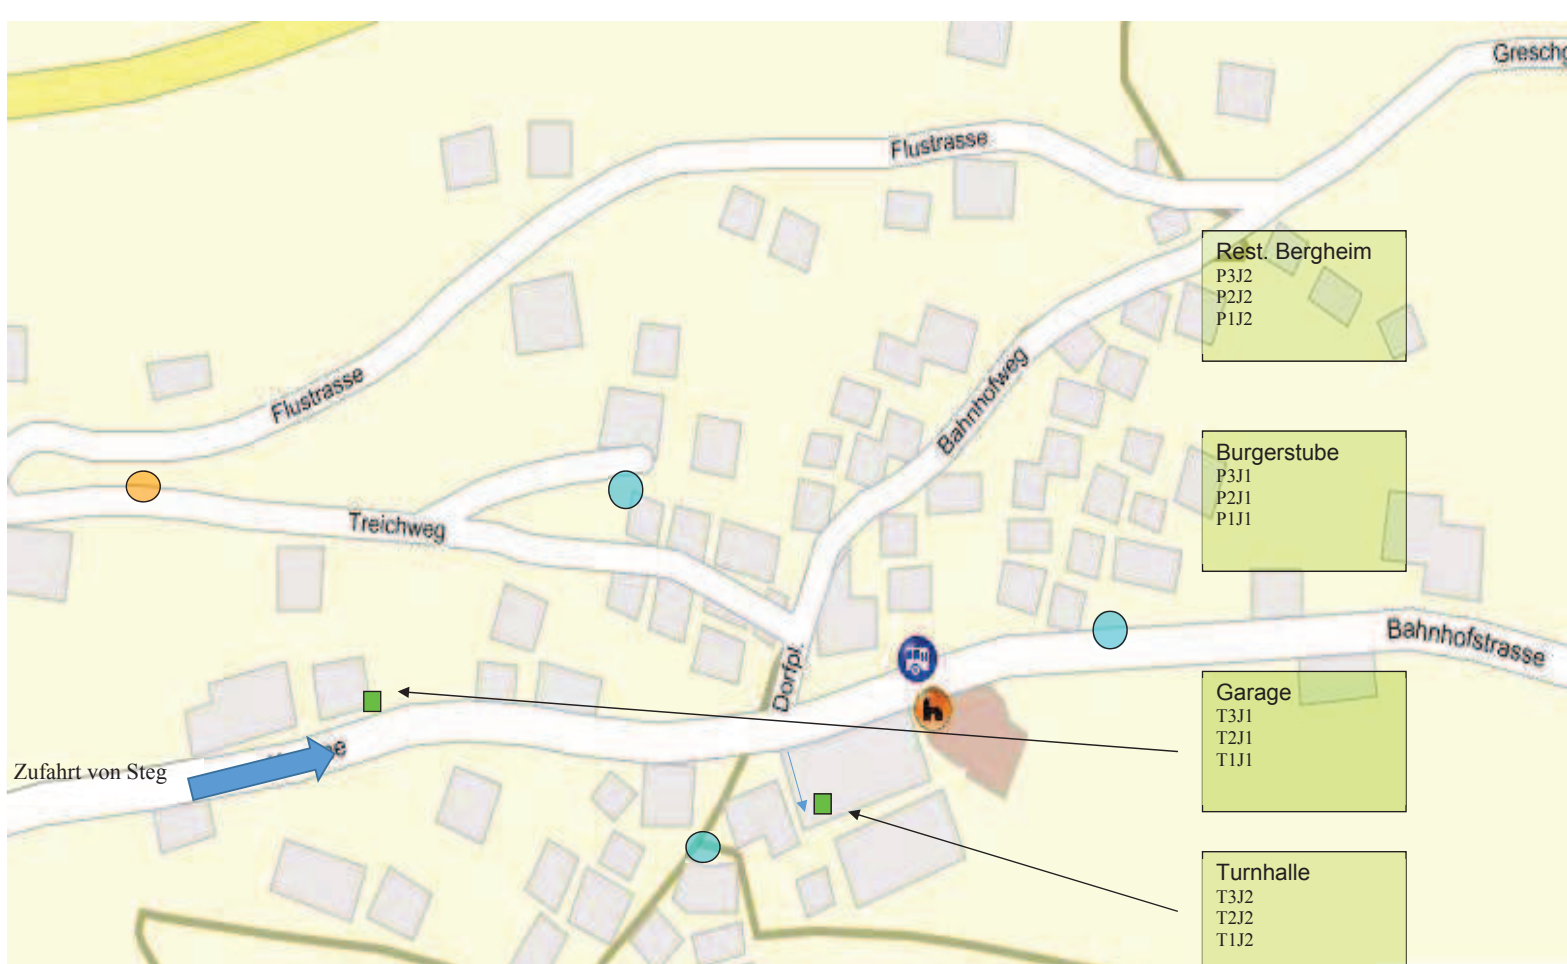 Greschg
Flustrasse
Rest. Bergheim
P3J2
P2J2
P1J2
Flustrasse
Bahnhofweg
Burgerstube
P3J1
P2J1
P1J1
Treichweg
Bahnhofstrasse
Dorfpl.
Garage
T3J1
T2J1
T1J1
Zufahrt von Steg
Turnhalle
T3J2
T2J2
T1J2